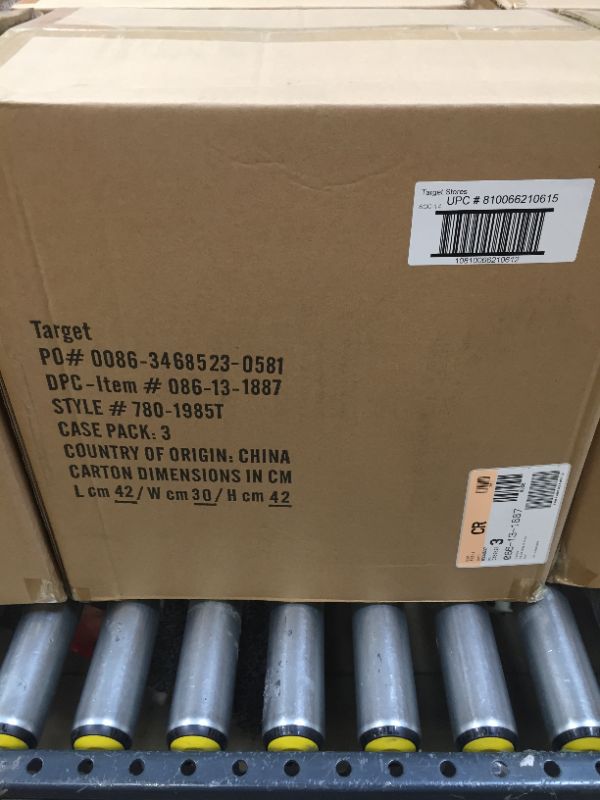 Target Stores
UPC # 810066210615
10810066210612
Target
PO# 0086-3468523-0581
DPC-Item # 086-13-1887
STYLE # 780-1985T
CASE PACK: 3
COUNTRY OF ORIGIN: CHINA
CARTON DIMENSIONS IN CM
L cm 42 / W cm 30 / H cm 42
CR
3
086-13-1887